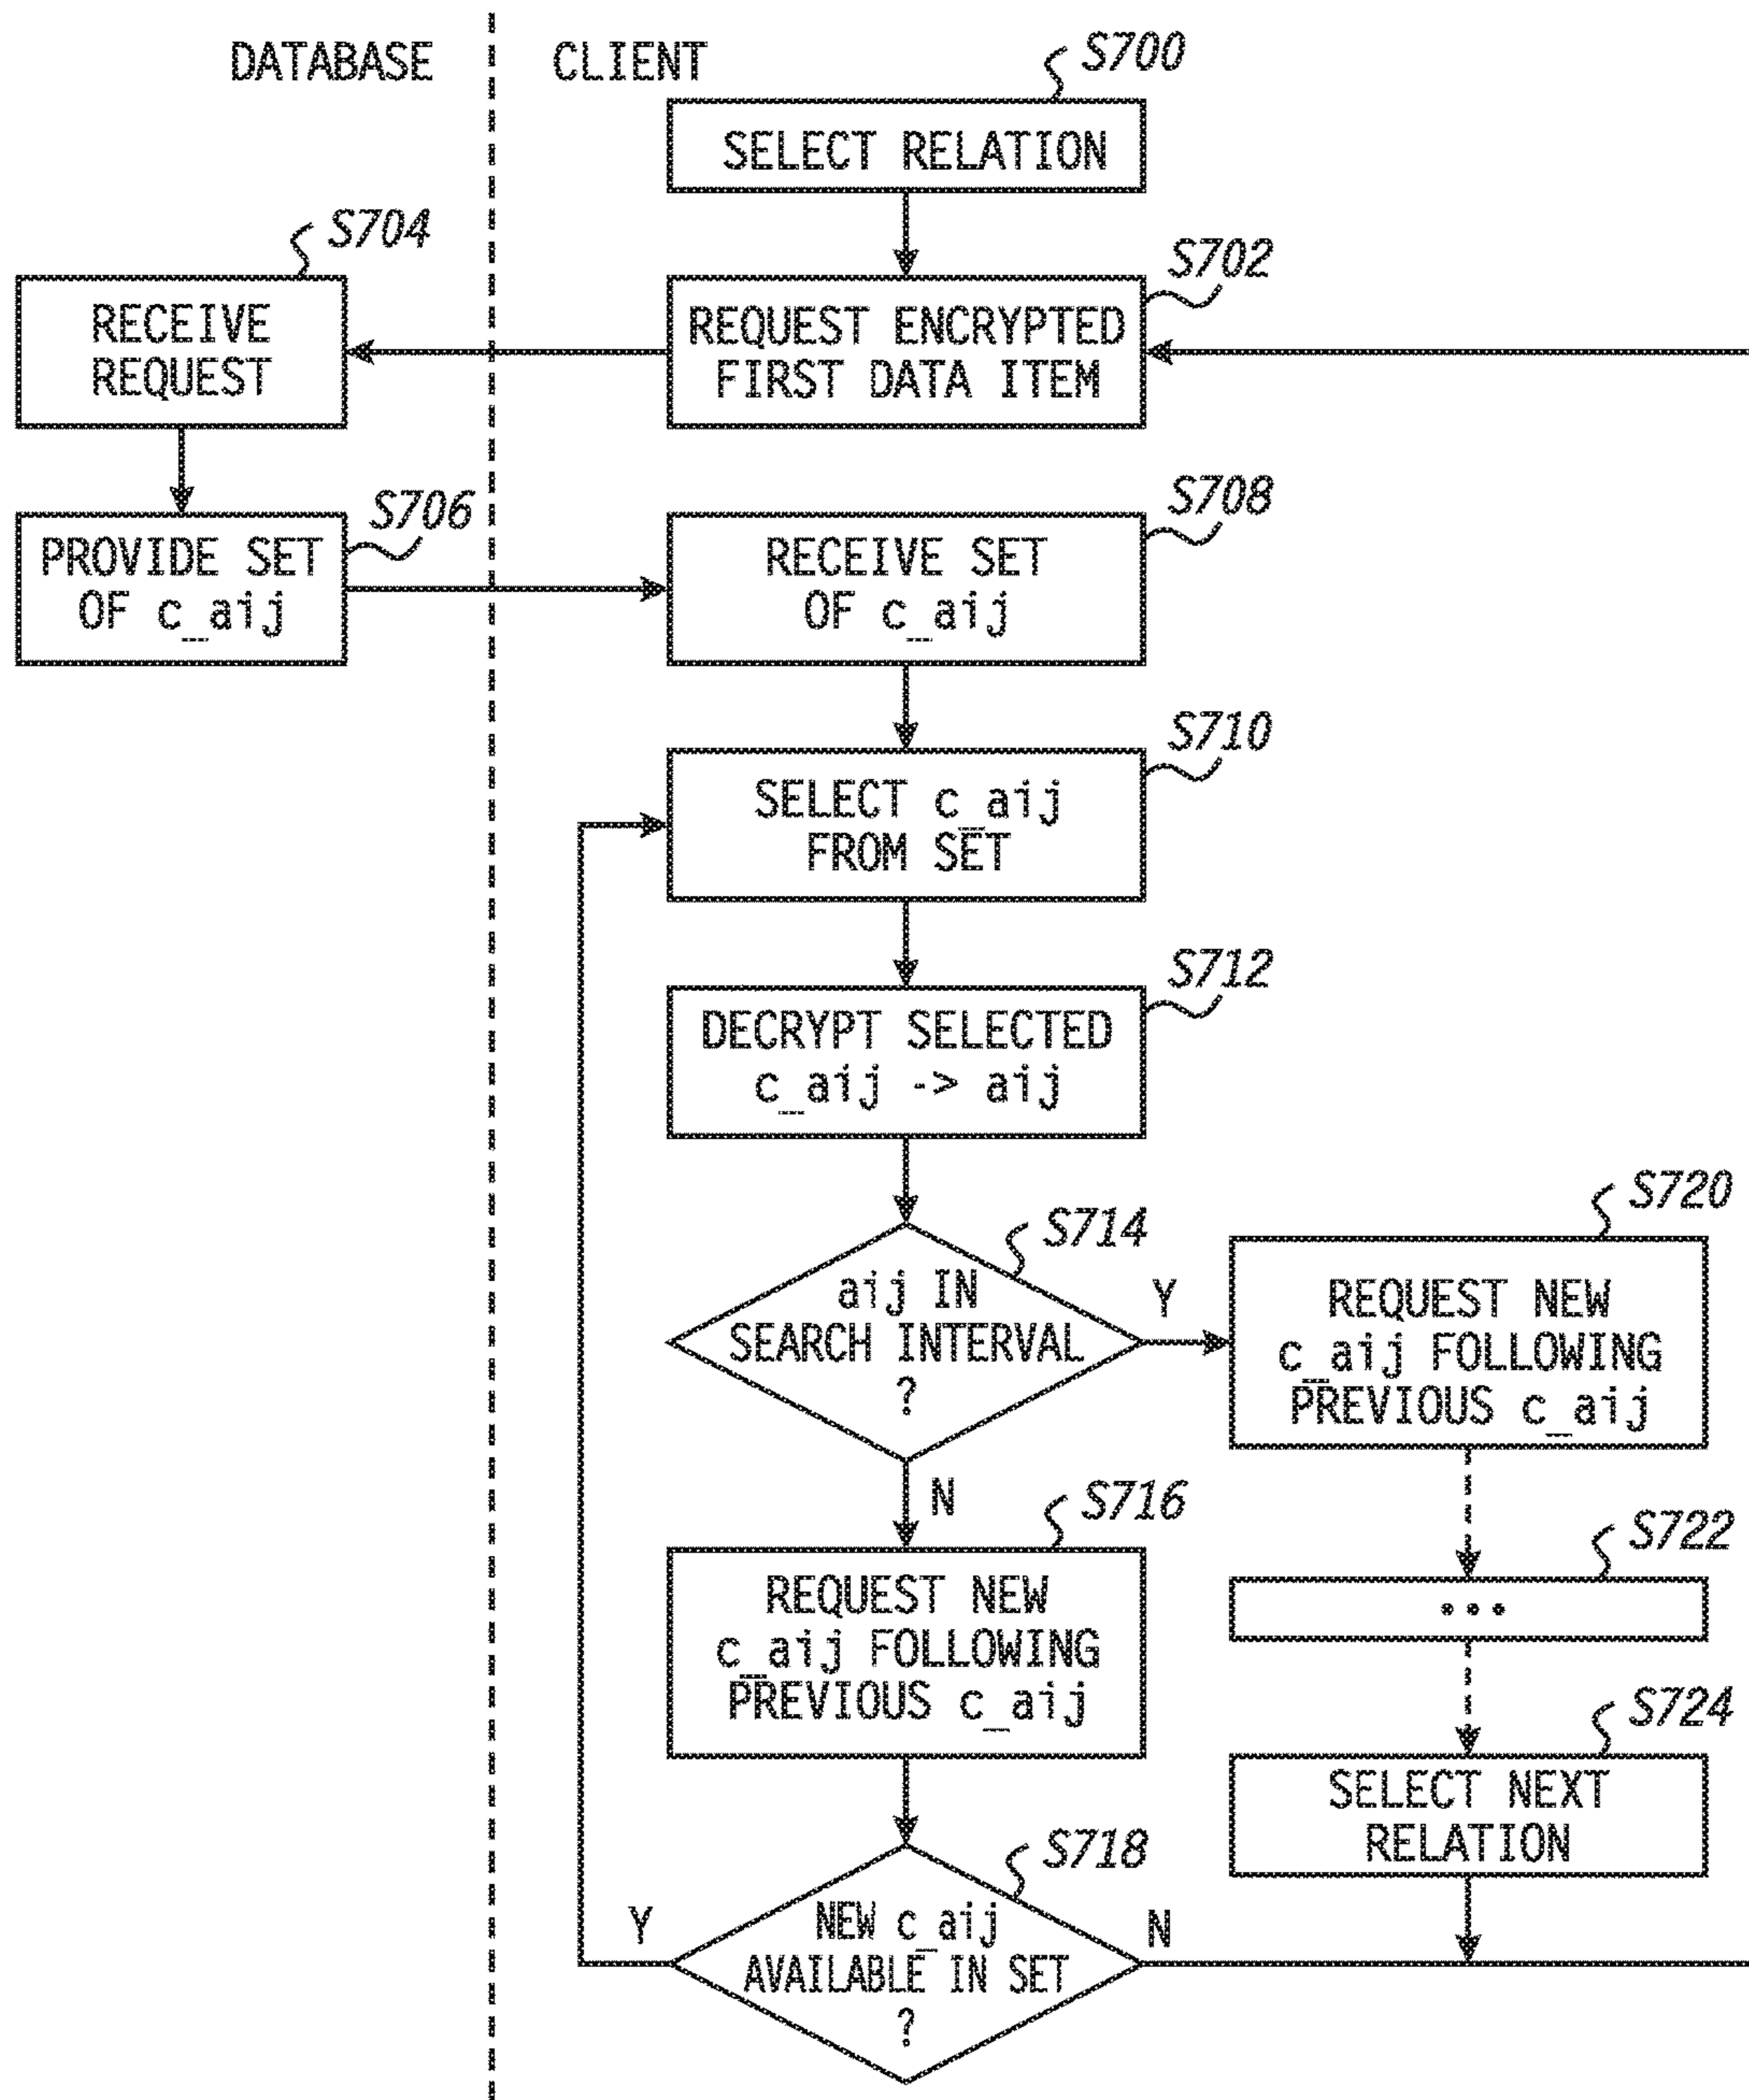 DATABASE
CLIENT
S700
SELECT RELATION
S704
S702
RECEIVE
REQUEST
REQUEST ENCRYPTED
FIRST DATA ITEM
S706
S708
PROVIDE SET
OF c_aij
RECEIVE SET
OF c_aij
S710
SELECT c_aij
FROM SET
S712
DECRYPT SELECTED
c_aij -> aij
S714
aij IN
SEARCH INTERVAL
?
Y
N
S720
REQUEST NEW
c_aij FOLLOWING
PREVIOUS c_aij
S716
REQUEST NEW
c_aij FOLLOWING
PREVIOUS c_aij
S722
•••
S724
SELECT NEXT
RELATION
S718
NEW c_aij
AVAILABLE IN SET
?
Y
N